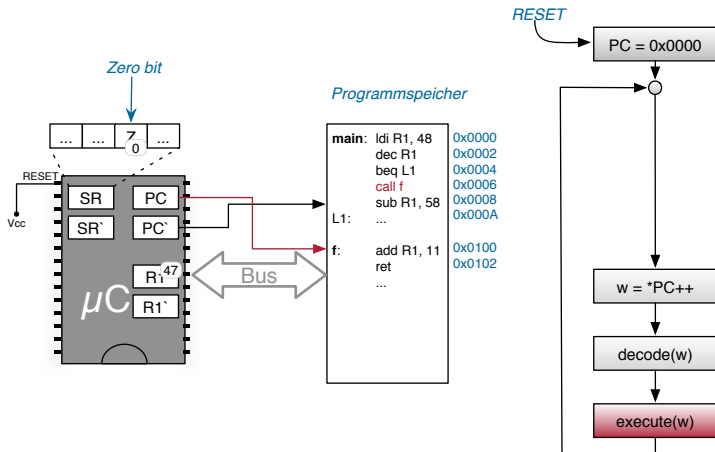 RESET
PC = 0x0000
Zero bit
Programmspeicher
... ... Z ...
0
main: ldi R1, 48 0x0000
dec R1 0x0002
beq L1 0x0004
call f 0x0006
sub R1, 58 0x0008
L1: ... 0x000A
f: add R1, 11 0x0100
ret 0x0102
...
RESET
Vcc
SR PC
SR` PC`
R1 47
R1`
µC
Bus
w = *PC++
decode(w)
execute(w)